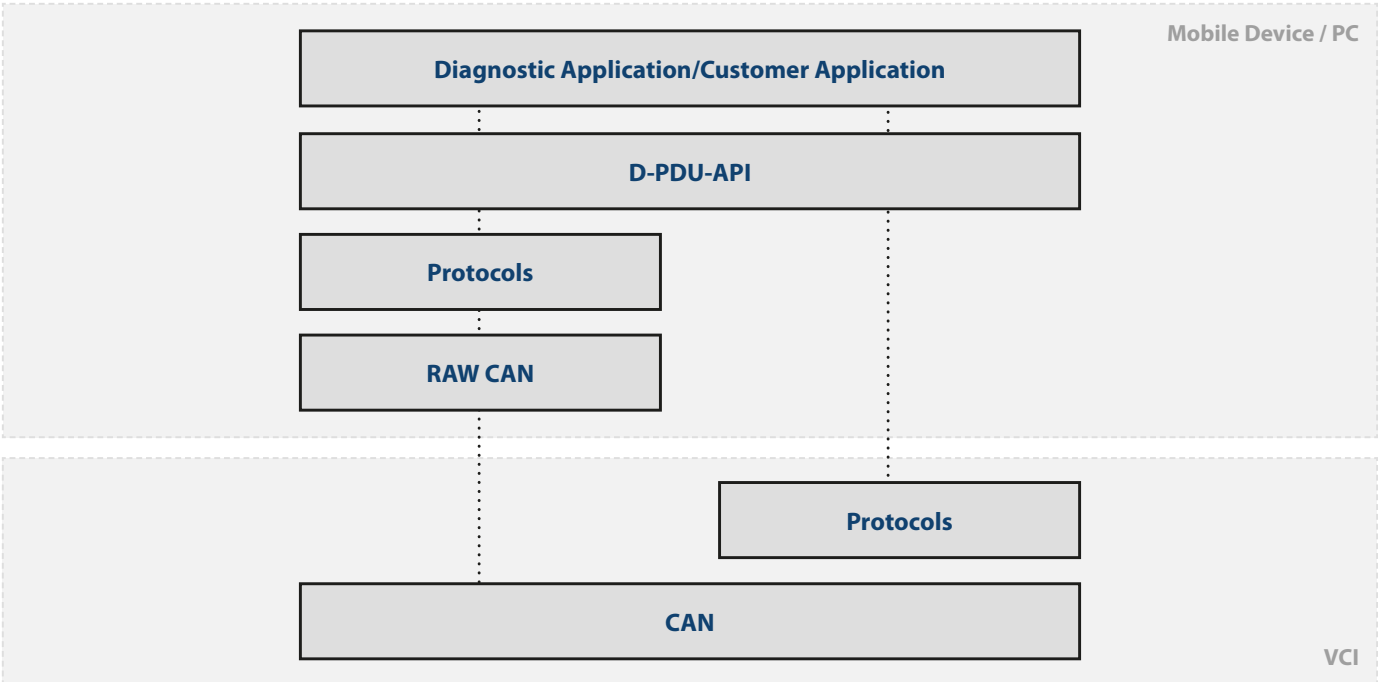 Mobile Device / PC
Diagnostic Application/Customer Application
D-PDU-API
Protocols
RAW CAN
Protocols
CAN
VCI